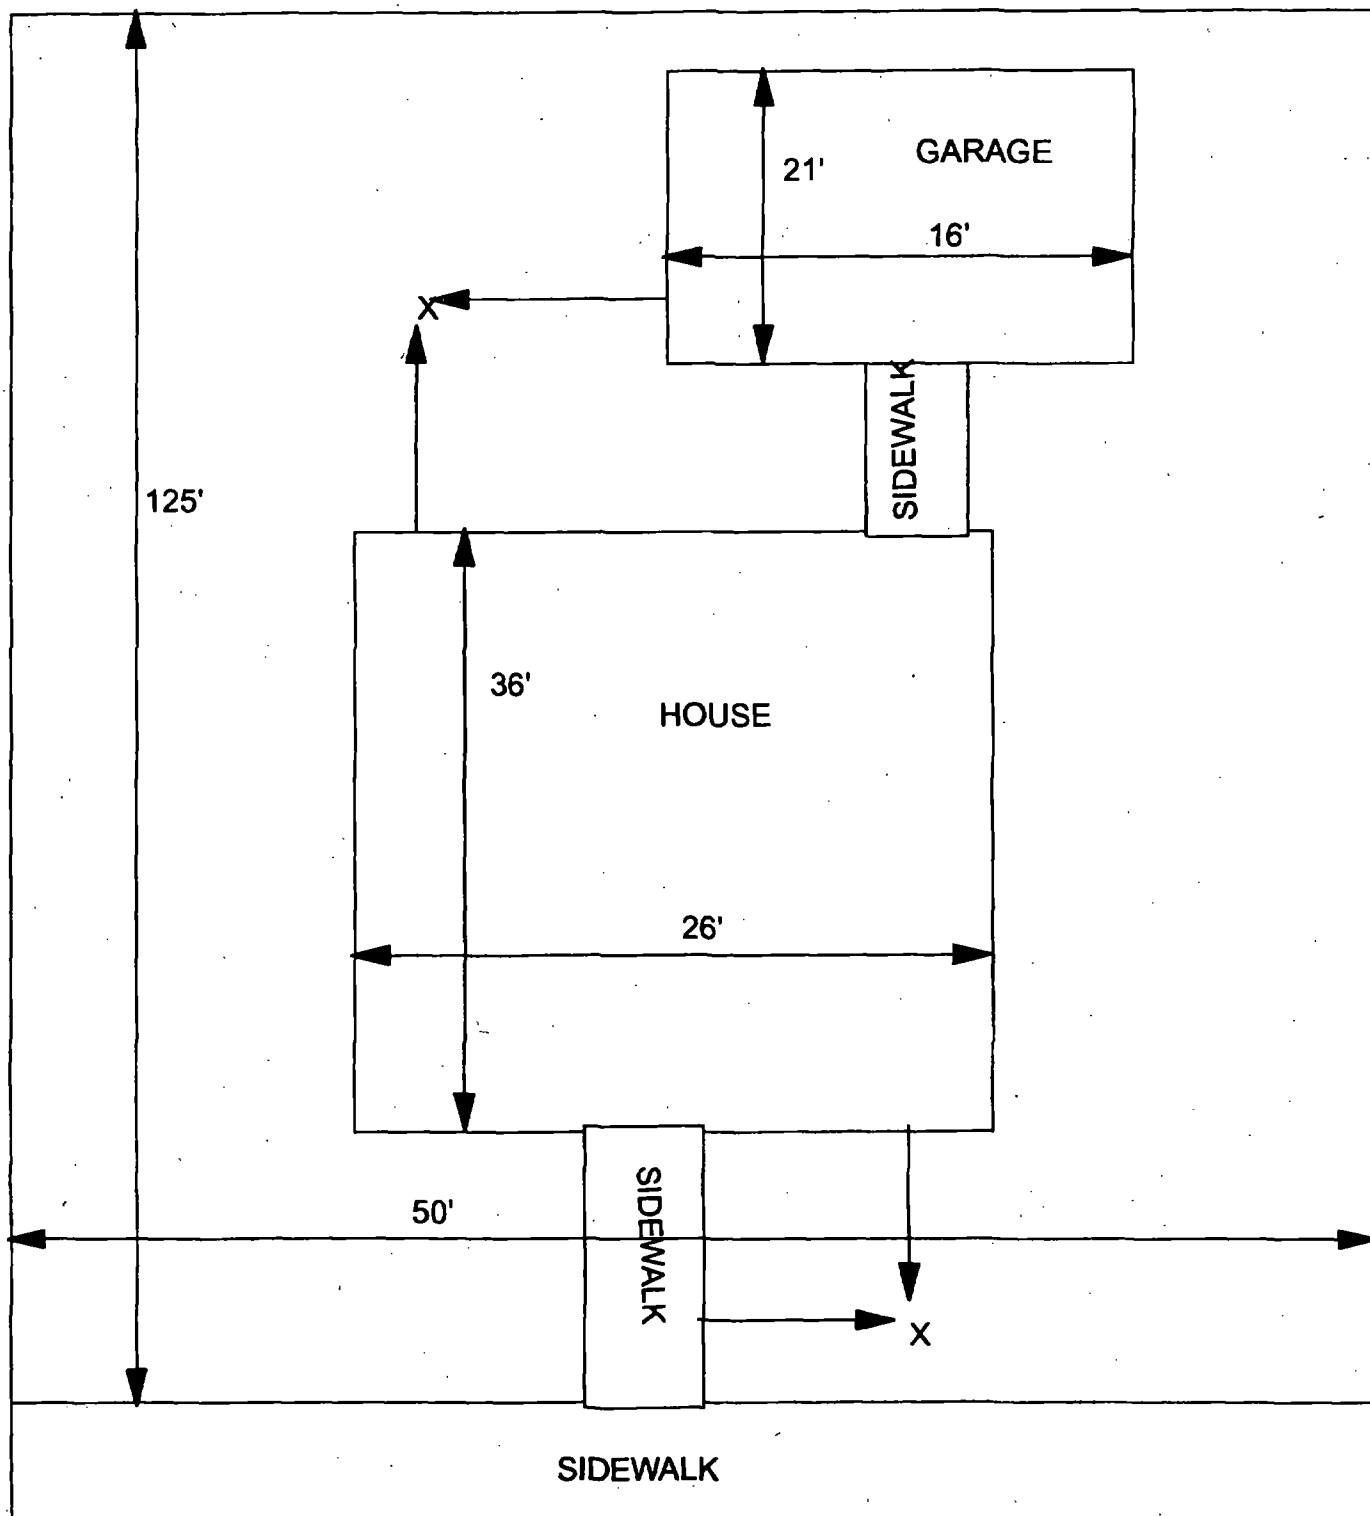 GARAGE
21'
16'
X
SIDEWALK
125'
36'
HOUSE
26'
SIDEWALK
50'
X
SIDEWALK